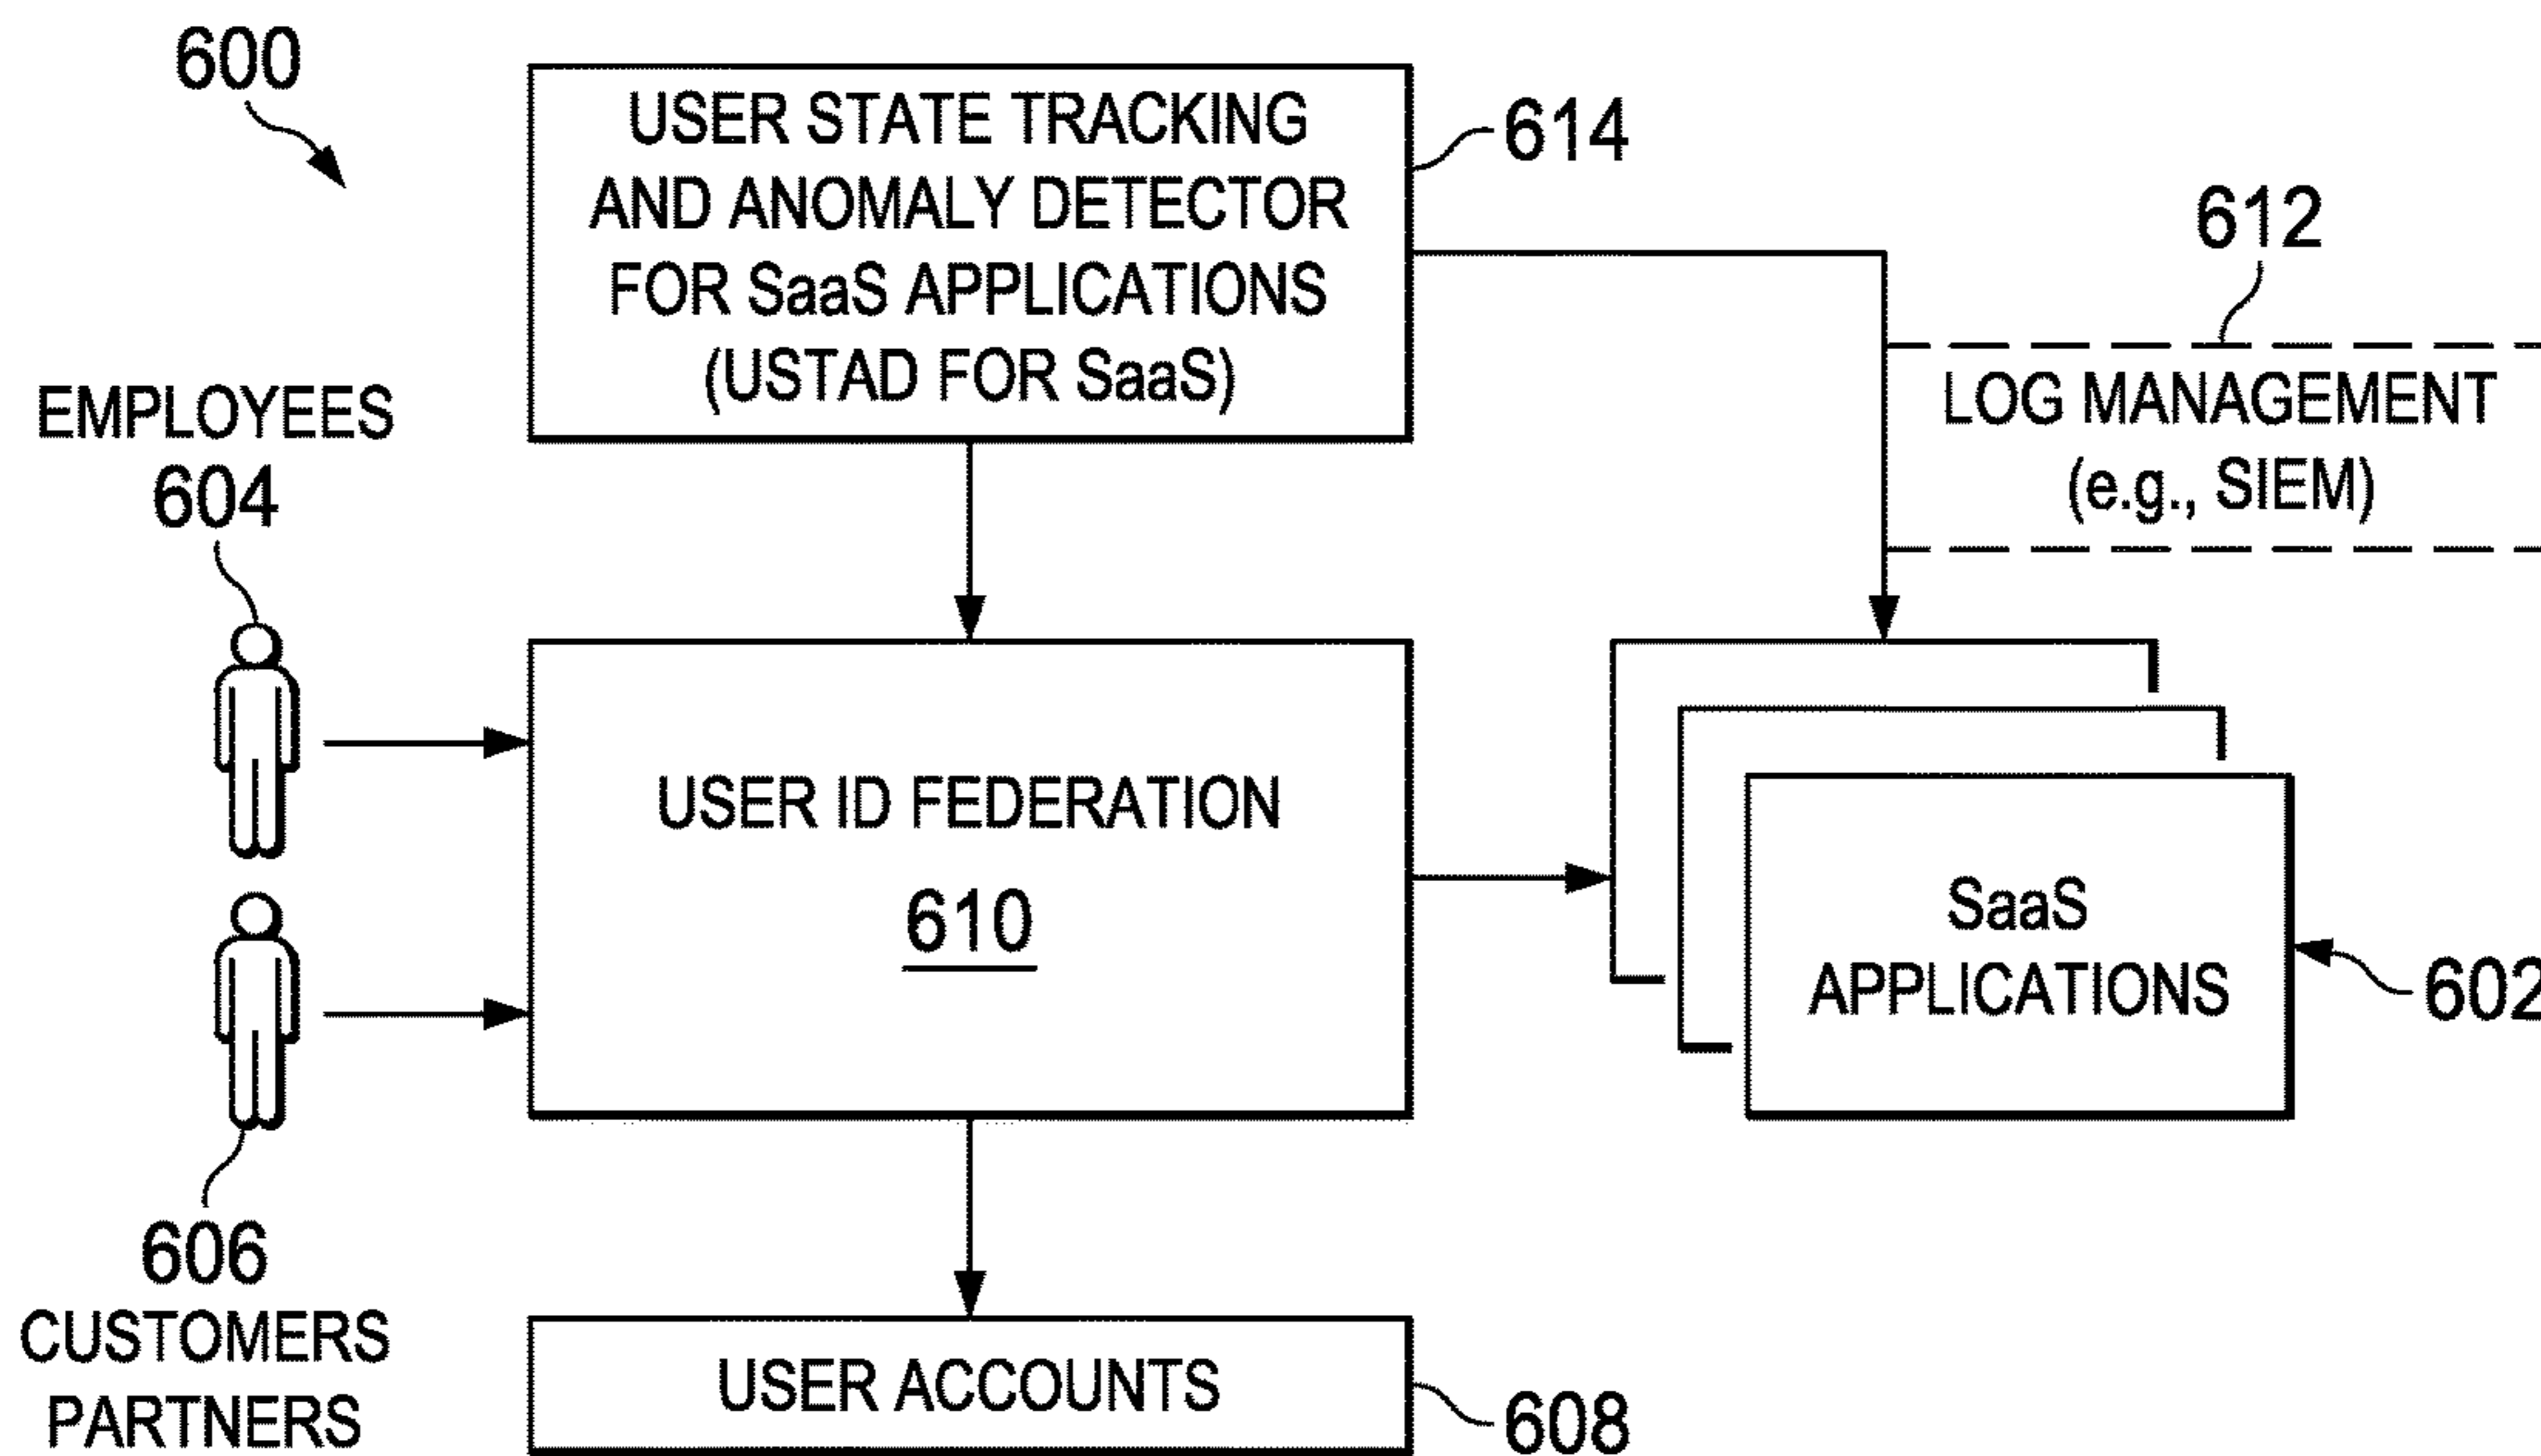 600
USER STATE TRACKING
AND ANOMALY DETECTOR
FOR SaaS APPLICATIONS
(USTAD FOR SaaS)
614
612
LOG MANAGEMENT
(e.g., SIEM)
EMPLOYEES
604
USER ID FEDERATION
610
SaaS
APPLICATIONS
602
606
CUSTOMERS
PARTNERS
USER ACCOUNTS
608